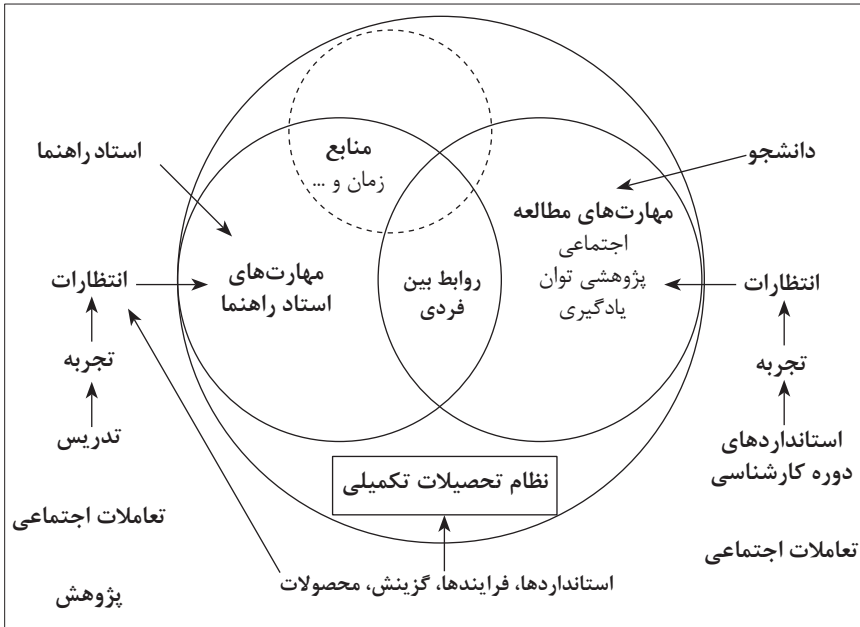 دانشجو
استاد راهنما
منابع
زمان و ...
مهارت‌های مطالعه
اجتماعی
پژوهشی توان
یادگیری
روابط بین
فردی
مهارت‌های
استاد راهنما
انتظارات
انتظارات
تجربه
تجربه
استانداردهای
دوره کارشناسی
تدریس
نظام تحصیلات تکمیلی
تعاملات اجتماعی
تعاملات اجتماعی
استانداردها، فرایندها، گزینش، محصولات
پژوهش